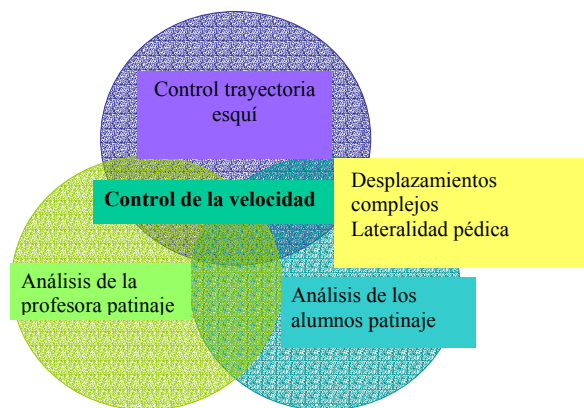 Control trayectoria
esquí
Control de la velocidad
Desplazamientos
complejos
Lateralidad pédica
Análisis de la
profesora patinaje
Análisis de los
alumnos patinaje